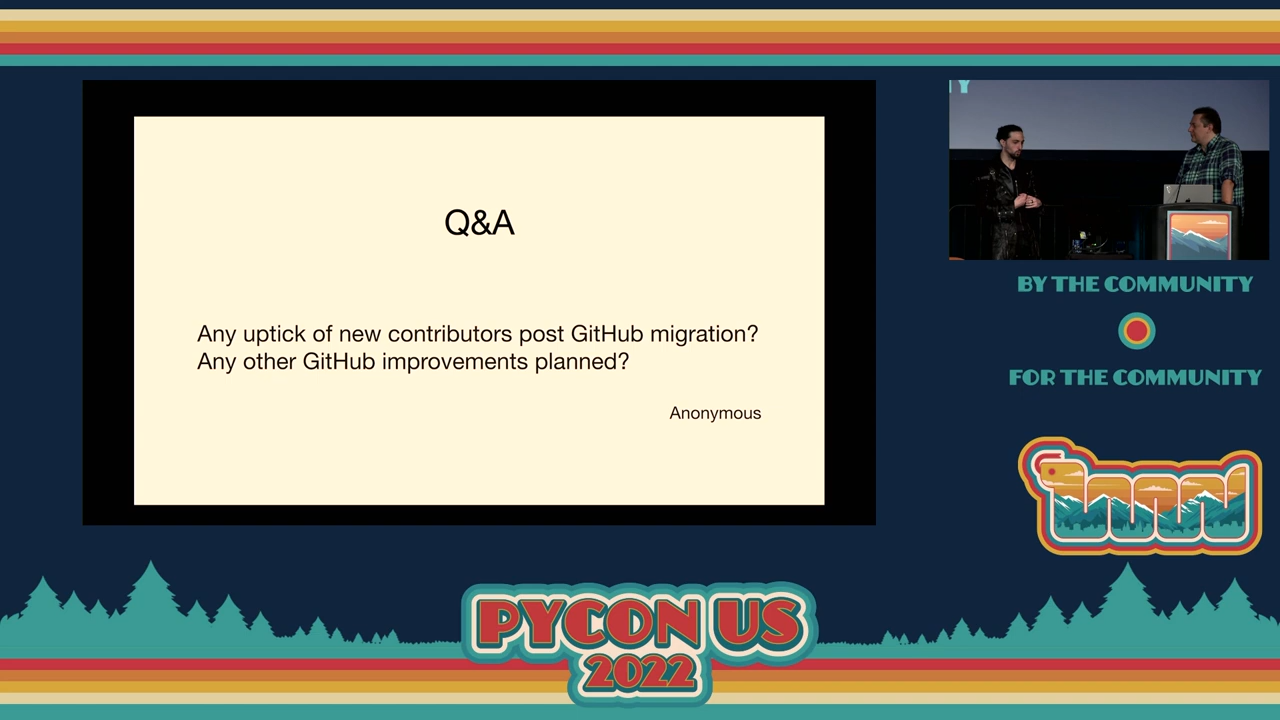 Q&A
Any uptick of new contributors post GitHub migration?
Any other GitHub improvements planned?
Anonymous
BY THE COMMUNITY
FOR THE COMMUNITY
PYCON US
2022